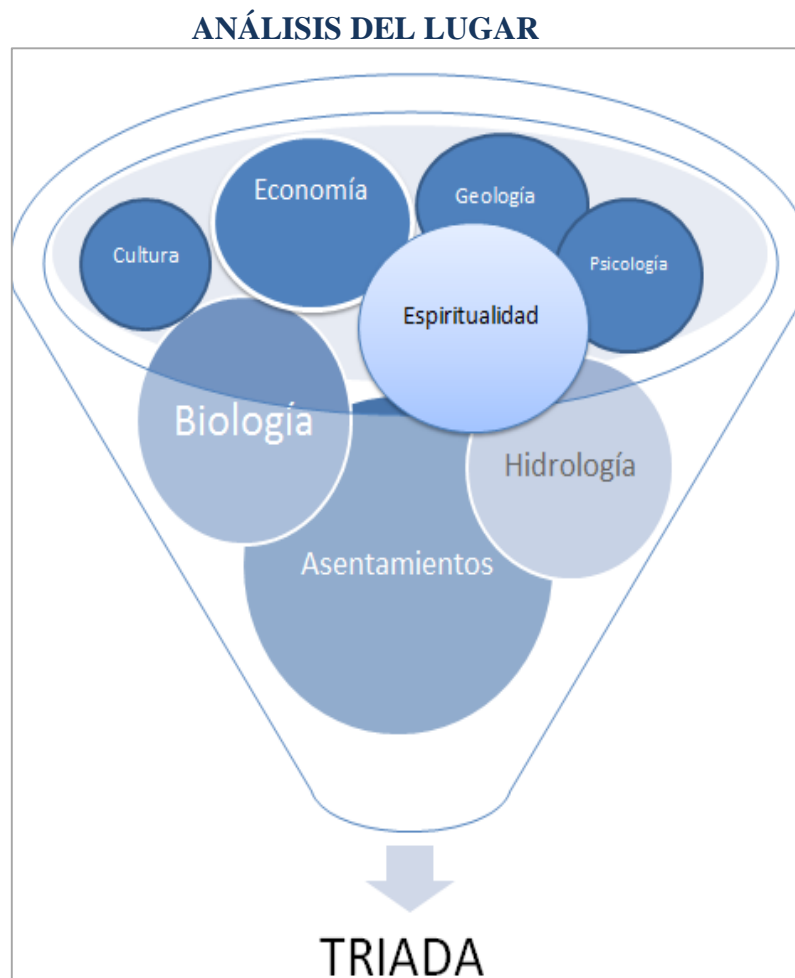 ANÁLISIS DEL LUGAR
Economía
Geología
Cultura
Psicología
Espiritualidad
Biología
Hidrología
Asentamientos
TRIADA